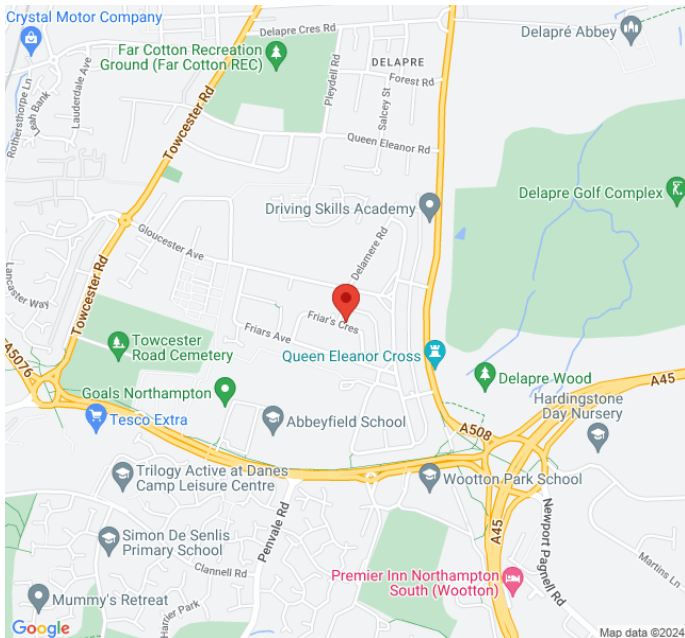 Crystal Motor Company
Delapre Cres Rd
Delapré Abbey
Far Cotton Recreation
Ground (Far Cotton REC)
DELAPRE
Pleydell Rd
Forest Rd
Salcey St
Rothersthorpe Ln
Leah Bank
Lauderdale Ave
Towcester Rd
Queen Eleanor Rd
Driving Skills Academy
Delapre Golf Complex
Gloucester Ave
Delamere Rd
Lancaster Way
Towcester Rd
Friar's Cres
Friars Ave
Towcester
Road Cemetery
Queen Eleanor Cross
A5076
Delapre Wood
A45
Goals Northampton
Hardingstone
Day Nursery
Tesco Extra
Abbeyfield School
A508
Trilogy Active at Danes
Camp Leisure Centre
Wootton Park School
Penvale Rd
A45
Newport Pagnell Rd
Simon De Senlis
Primary School
Clannell Rd
Martins Ln
Premier Inn Northampton
South (Wootton)
Mummy's Retreat
Harrier Park
Google
Map data ©2024